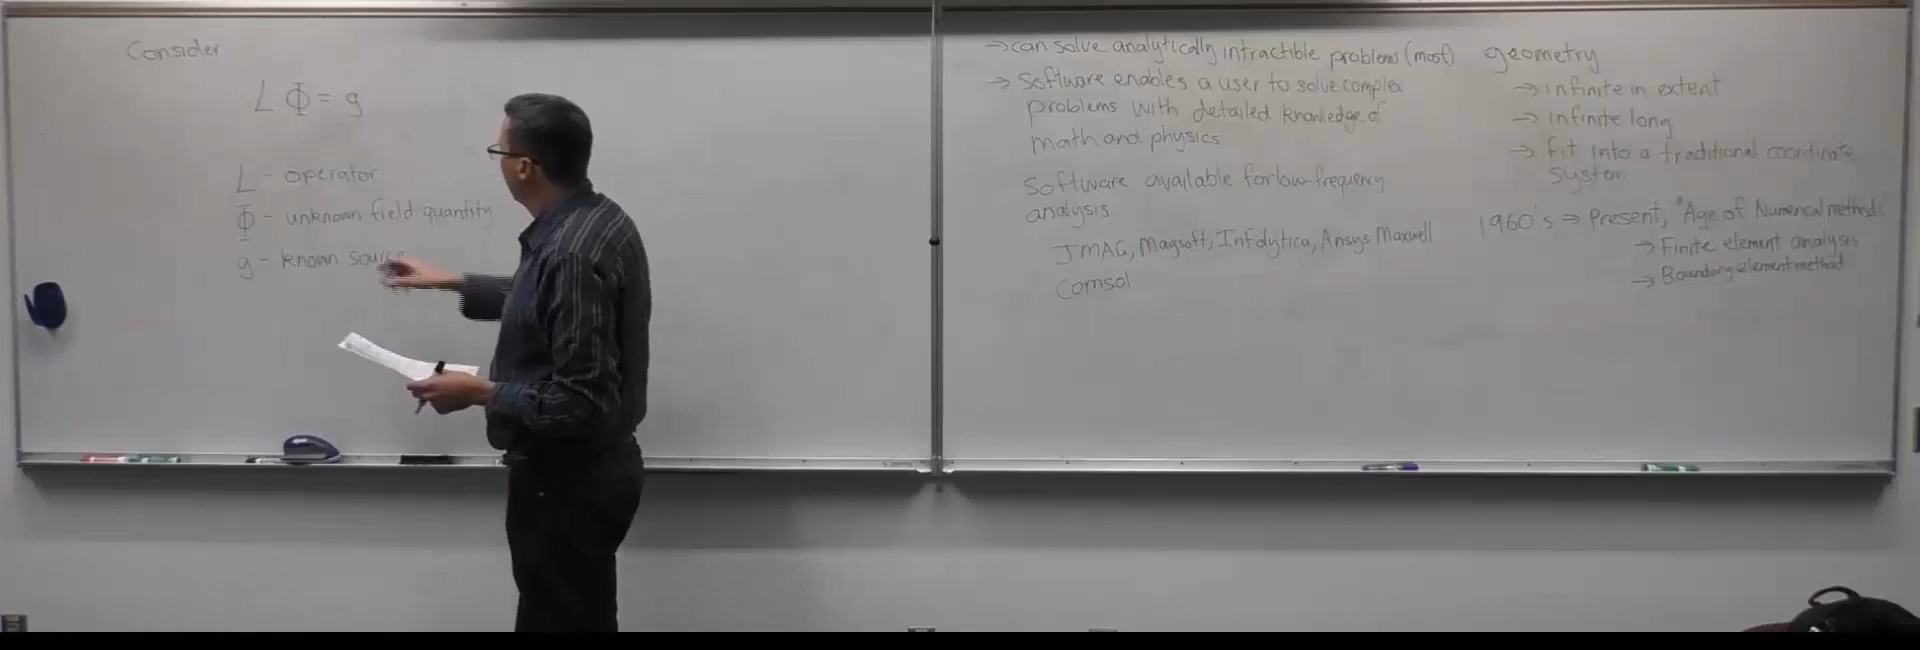 Consider
L Φ = g
L - operator
Φ - unknown field quantity
g - known source
→ can solve analytically intractible problems (most)
→ Software enables a user to solve complex
problems with detailed knowledge of
math and physics
Software available for low-frequency
analysis
JMAG, Magsoft, Infolytica, Ansys Maxwell
Comsol
geometry
→ infinite in extent
→ infinite long
→ fit into a traditional coordinate
system
1960's ⇒ Present, "Age of Numerical methods"
→ Finite element analysis
→ Boundary element method